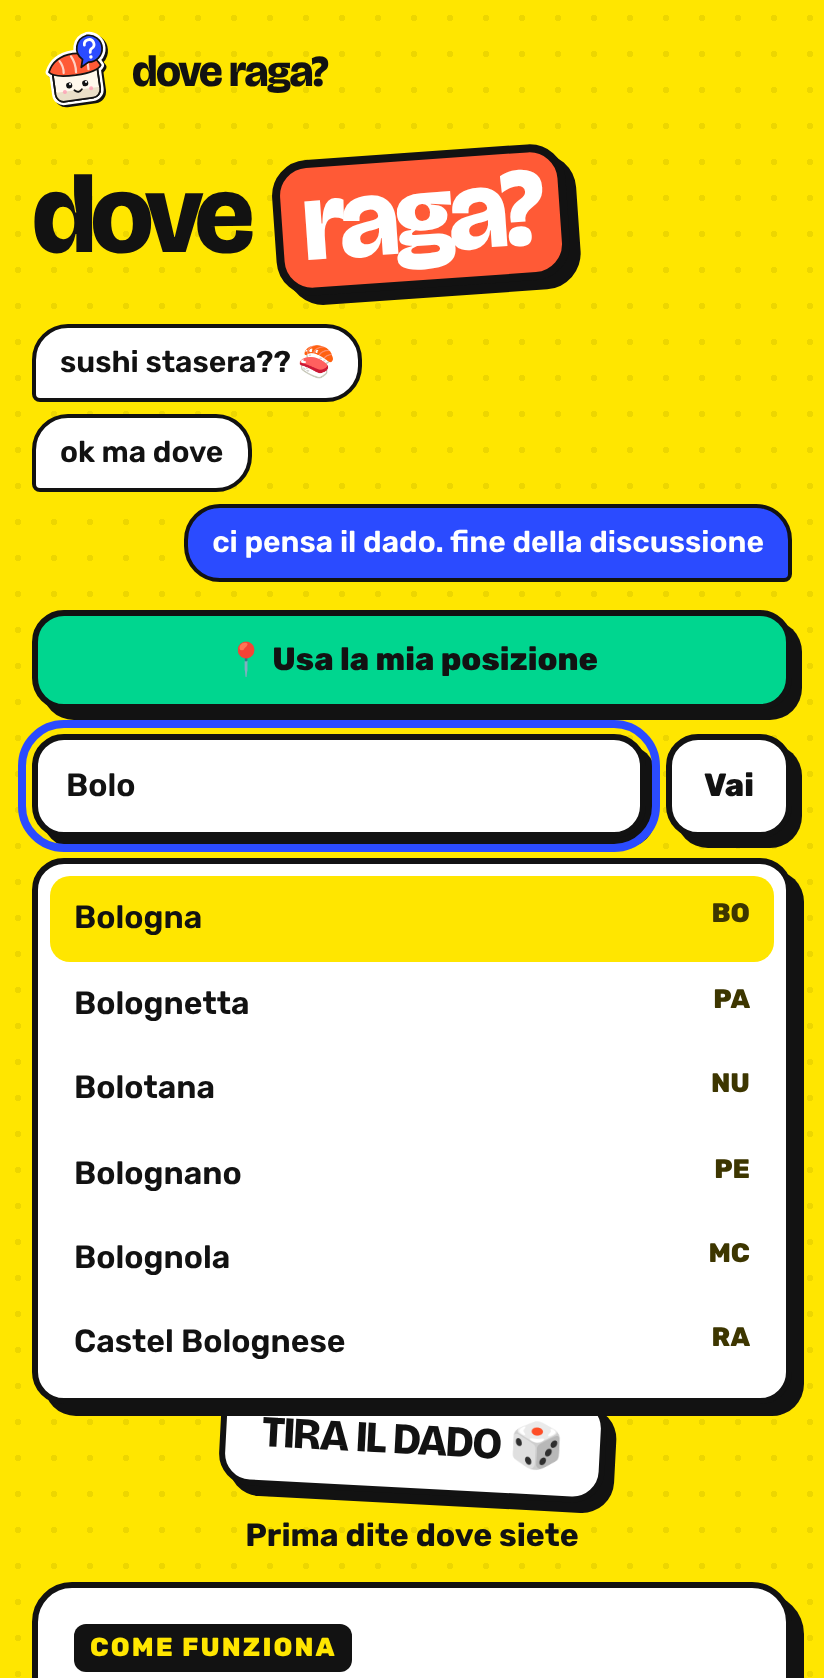 dove raga?
dove raga?
sushi stasera?? 🍣
ok ma dove
ci pensa il dado. fine della discussione
📍 Usa la mia posizione
Bolo
Vai
Bologna BO
Bolognetta PA
Bolotana NU
Bolognano PE
Bolognola MC
Castel Bolognese RA
TIRA IL DADO 🎲
Prima dite dove siete
COME FUNZIONA